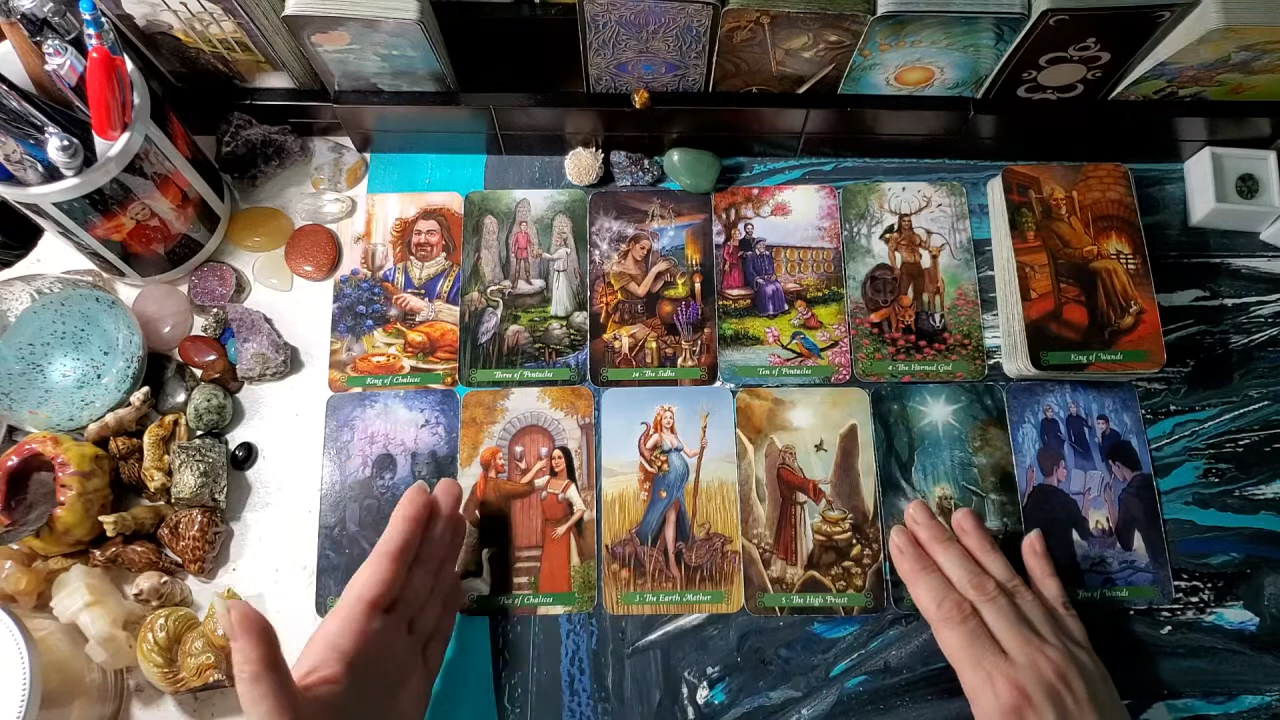 King of Chalices
Three of Pentacles
14 · The Sidhe
Ten of Pentacles
4 · The Horned God
King of Wands
Two of Chalices
3 · The Earth Mother
5 · The High Priest
Five of Wands